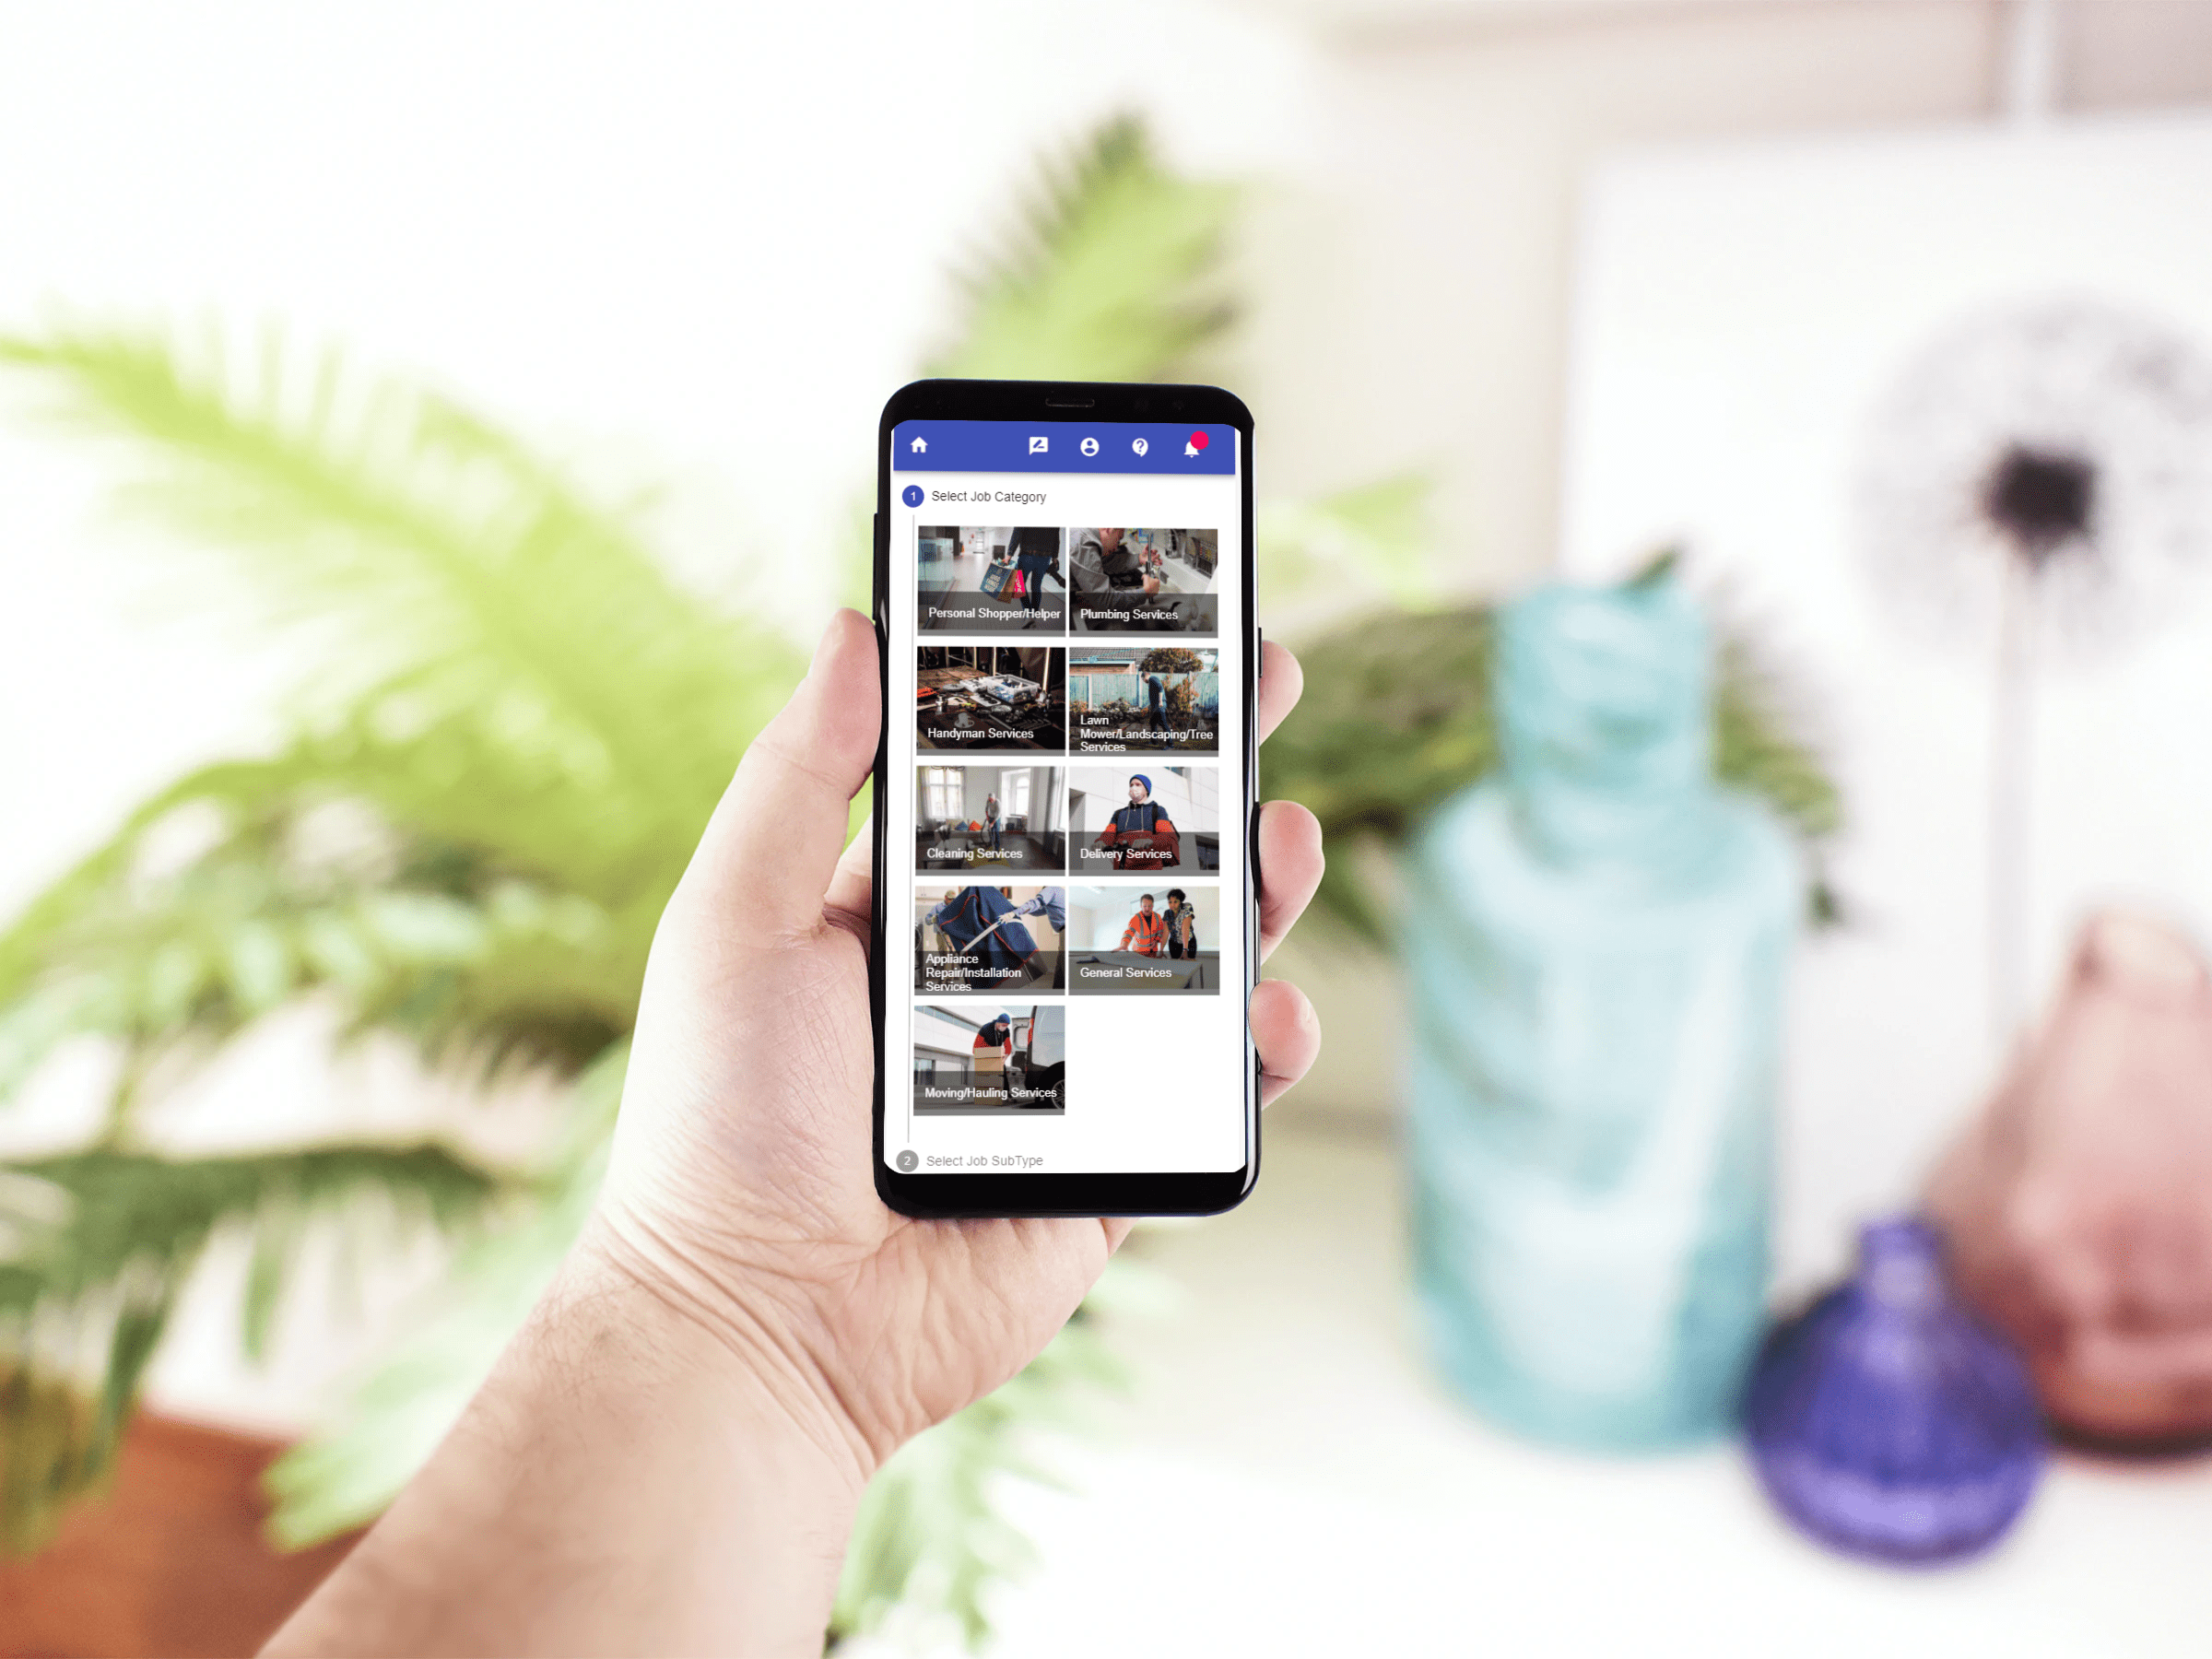 1 Select Job Category
Personal Shopper/Helper
Plumbing Services
Handyman Services
Lawn
Mower/Landscaping/Tree
Services
Cleaning Services
Delivery Services
Appliance
Repair/Installation
Services
General Services
Moving/Hauling Services
2 Select Job SubType